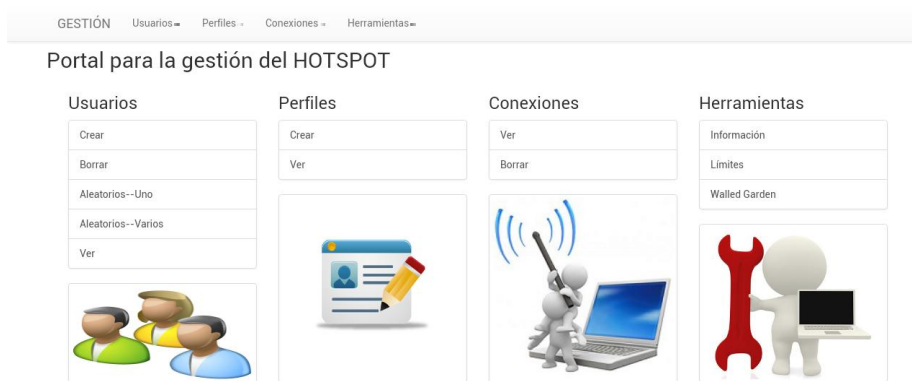 GESTIÓN Usuarios Perfiles Conexiones Herramientas
Portal para la gestión del HOTSPOT
Usuarios
Crear
Borrar
Aleatorios--Uno
Aleatorios--Varios
Ver
Perfiles
Crear
Ver
Conexiones
Ver
Borrar
Herramientas
Información
Límites
Walled Garden